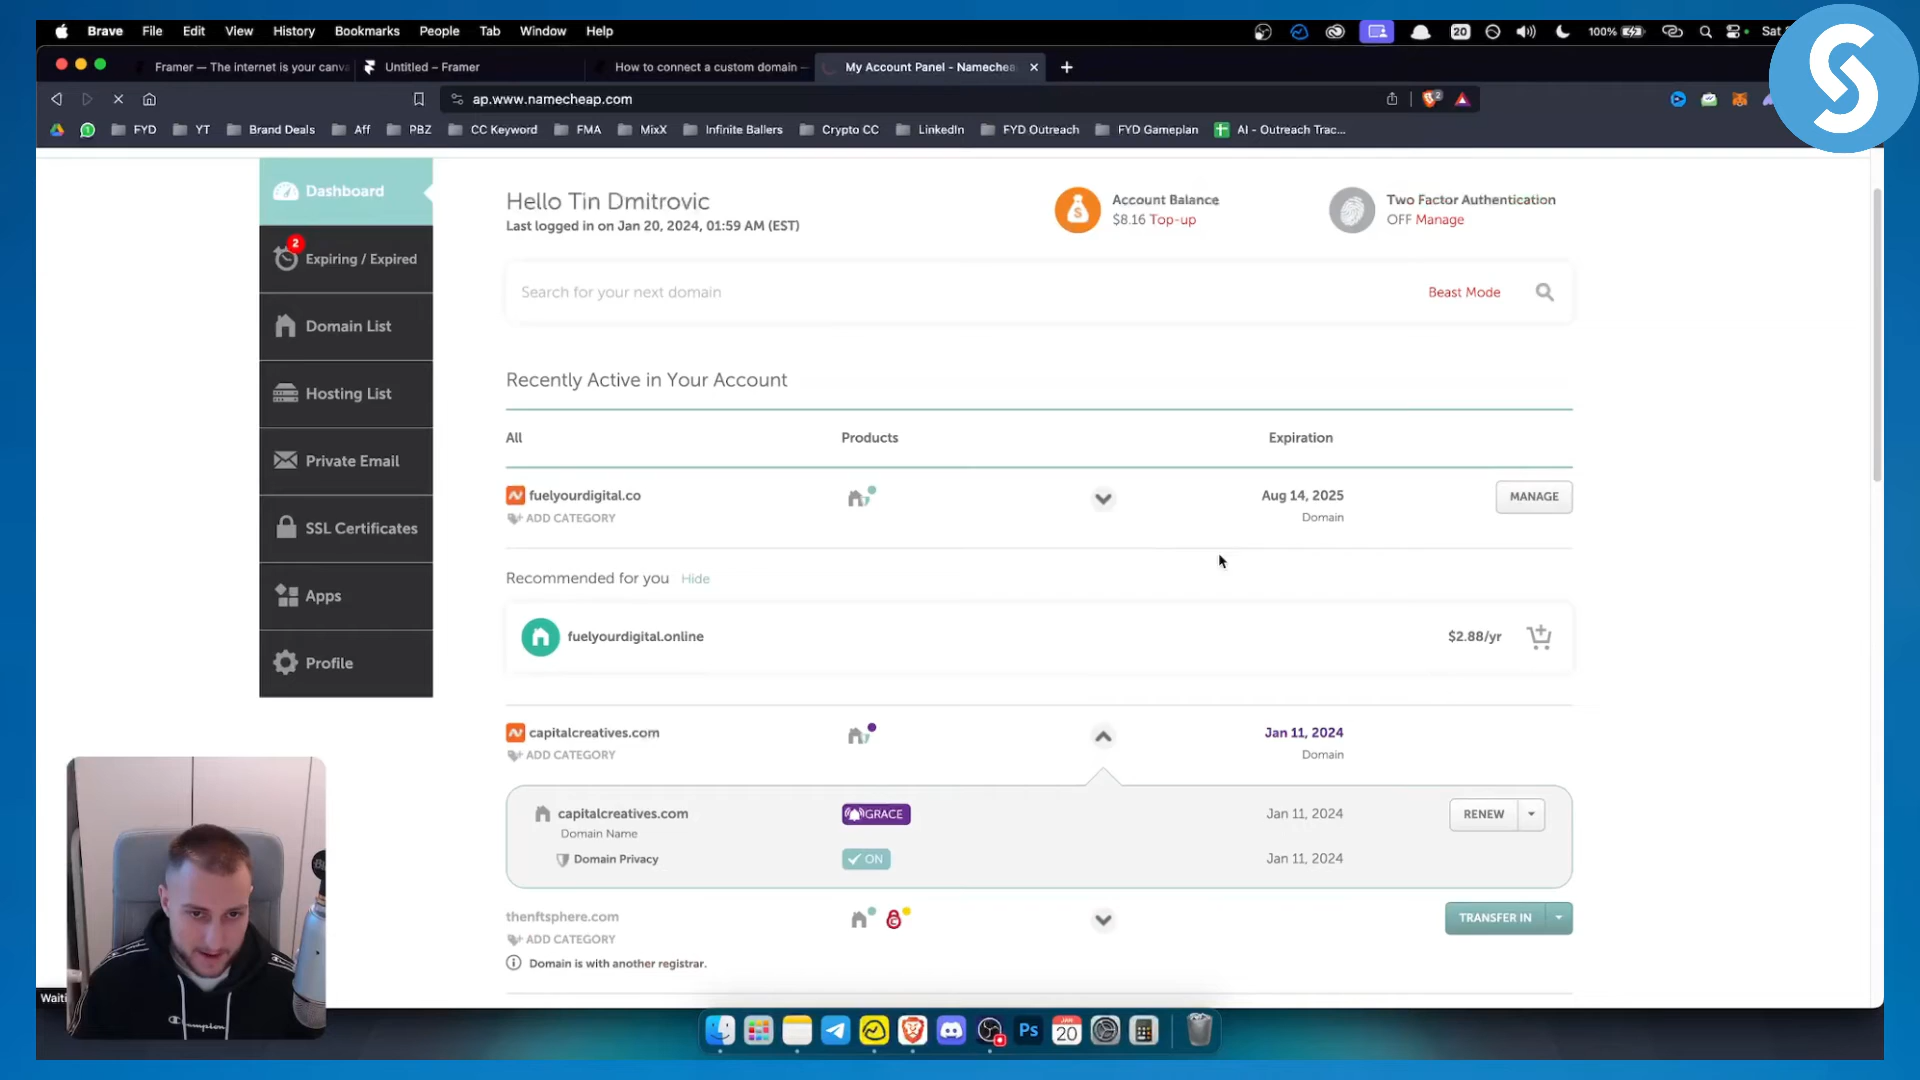 Brave File Edit View History Bookmarks People Tab Window Help 20 100% Sat
Framer — The internet is your canva Untitled – Framer How to connect a custom domain — My Account Panel - Namechea
ap.www.namecheap.com 2
FYD YT Brand Deals Aff PBZ CC Keyword FMA MixX Infinite Ballers Crypto CC LinkedIn FYD Outreach FYD Gameplan AI - Outreach Trac...
Dashboard
2
Expiring / Expired
Domain List
Hosting List
Private Email
SSL Certificates
Apps
Profile
Hello Tin Dmitrovic
Last logged in on Jan 20, 2024, 01:59 AM (EST)
Account Balance
$8.16 Top-up
Two Factor Authentication
OFF Manage
Search for your next domain Beast Mode
Recently Active in Your Account
All Products Expiration
fuelyourdigital.co Aug 14, 2025 MANAGE
ADD CATEGORY Domain
Recommended for you Hide
fuelyourdigital.online $2.88/yr
capitalcreatives.com Jan 11, 2024
ADD CATEGORY Domain
capitalcreatives.com GRACE Jan 11, 2024 RENEW
Domain Name
Domain Privacy ON Jan 11, 2024
thenftsphere.com TRANSFER IN
ADD CATEGORY
Domain is with another registrar.
Waiti
Champion
Ps
JAN
20